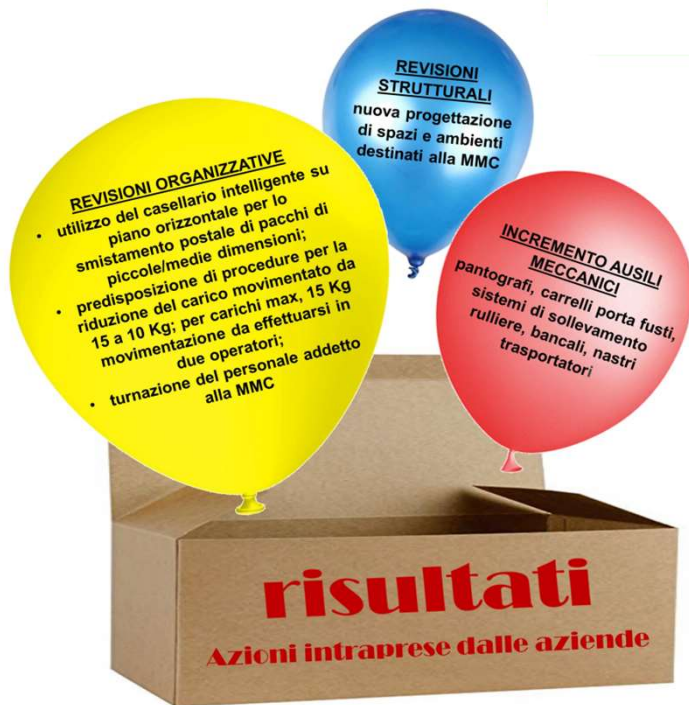 REVISIONI
STRUTTURALI
nuova progettazione
di spazi e ambienti
destinati alla MMC
REVISIONI ORGANIZZATIVE
• utilizzo del casellario intelligente su
piano orizzontale per lo
smistamento postale di pacchi di
piccole/medie dimensioni;
• predisposizione di procedure per la
riduzione del carico movimentato da
15 a 10 Kg; per carichi max, 15 Kg
movimentazione da effettuarsi in
due operatori;
• turnazione del personale addetto
alla MMC
INCREMENTO AUSILI
MECCANICI
pantografi, carrelli porta fusti,
sistemi di sollevamento
rulliere, bancali, nastri
trasportatori
risultati
Azioni intraprese dalle aziende